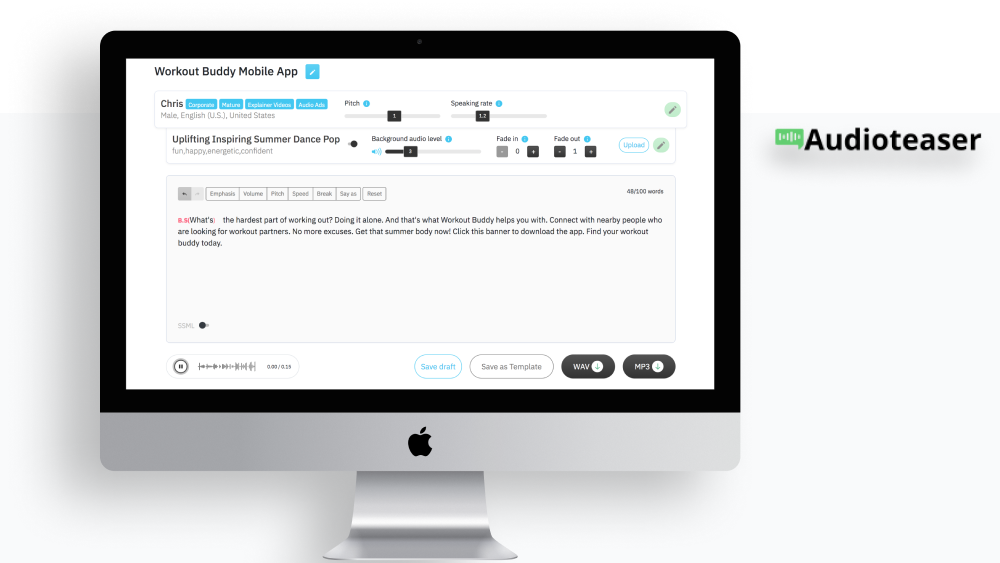 Workout Buddy Mobile App
Chris Corporate Mature Explainer Videos Audio Ads
Male, English (U.S.), United States
Pitch
1
Speaking rate
1.2
Uplifting Inspiring Summer Dance Pop
fun,happy,energetic,confident
Background audio level
3
Fade in
- 0 +
Fade out
- 1 +
Upload
Audioteaser
Emphasis Volume Pitch Speed Break Say as Reset
48/100 words
What's the hardest part of working out? Doing it alone. And that's what Workout Buddy helps you with. Connect with nearby people who
are looking for workout partners. No more excuses. Get that summer body now! Click this banner to download the app. Find your workout
buddy today.
SSML
0.00 / 0.15
Save draft
Save as Template
WAV
MP3